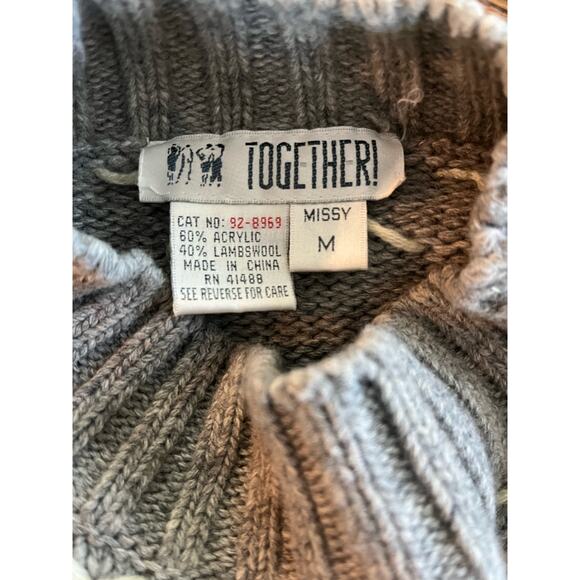 TOGETHER!
CAT NO: 92-8969
60% ACRYLIC
40% LAMBSWOOL
MADE IN CHINA
RN 41488
SEE REVERSE FOR CARE
MISSY
M